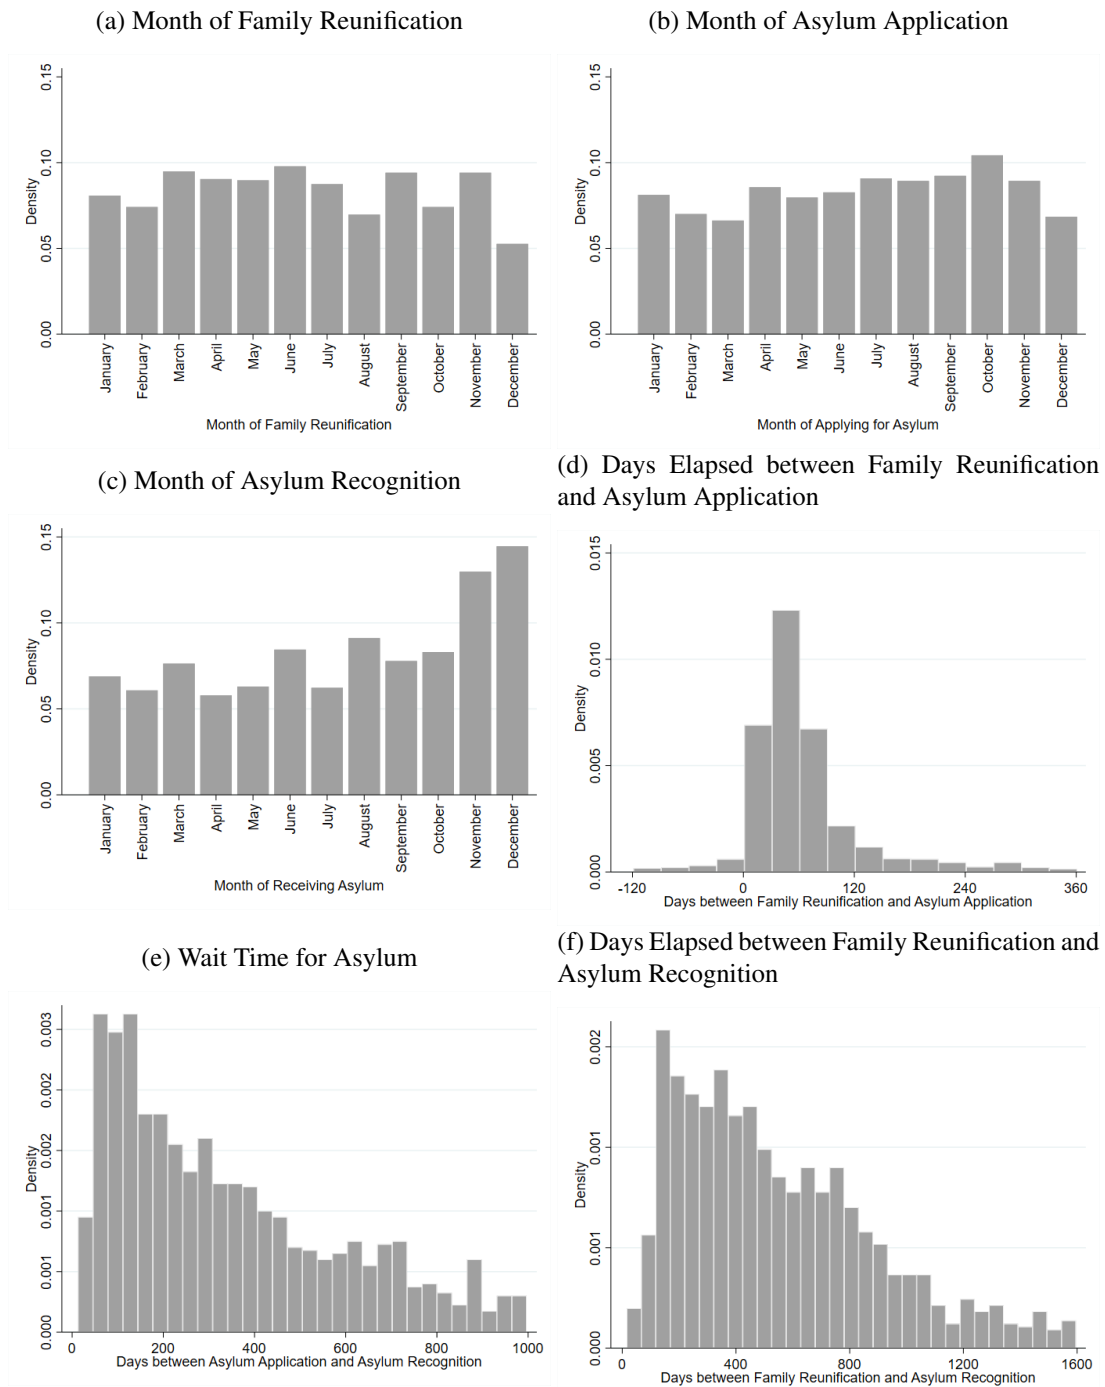 (a) Month of Family Reunification
0.15
0.10
0.05
0.00
Density
January
February
March
April
May
June
July
August
September
October
November
December
Month of Family Reunification
(b) Month of Asylum Application
0.15
0.10
0.05
0.00
Density
January
February
March
April
May
June
July
August
September
October
November
December
Month of Applying for Asylum
(c) Month of Asylum Recognition
0.15
0.10
0.05
0.00
Density
January
February
March
April
May
June
July
August
September
October
November
December
Month of Receiving Asylum
(d) Days Elapsed between Family Reunification
and Asylum Application
0.015
0.010
0.005
0.000
Density
-120 0 120 240 360
Days between Family Reunification and Asylum Application
(e) Wait Time for Asylum
0.003
0.002
0.002
0.001
0.001
0.000
Density
0 200 400 600 800 1000
Days between Asylum Application and Asylum Recognition
(f) Days Elapsed between Family Reunification and
Asylum Recognition
0.002
0.001
0.001
0.000
Density
0 400 800 1200 1600
Days between Family Reunification and Asylum Recognition